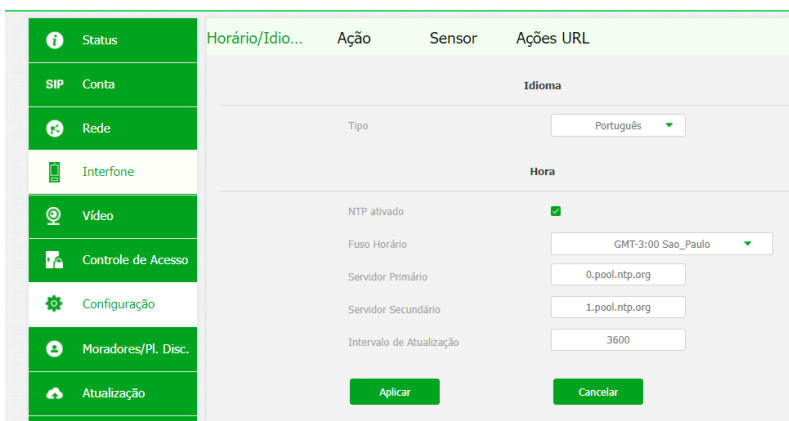 Status
SIP Conta
Rede
Interfone
Vídeo
Controle de Acesso
Configuração
Moradores/Pl. Disc.
Atualização
Horário/Idio... Ação Sensor Ações URL
Idioma
Tipo Português
Hora
NTP ativado
Fuso Horário GMT-3:00 Sao_Paulo
Servidor Primário 0.pool.ntp.org
Servidor Secundário 1.pool.ntp.org
Intervalo de Atualização 3600
Aplicar Cancelar